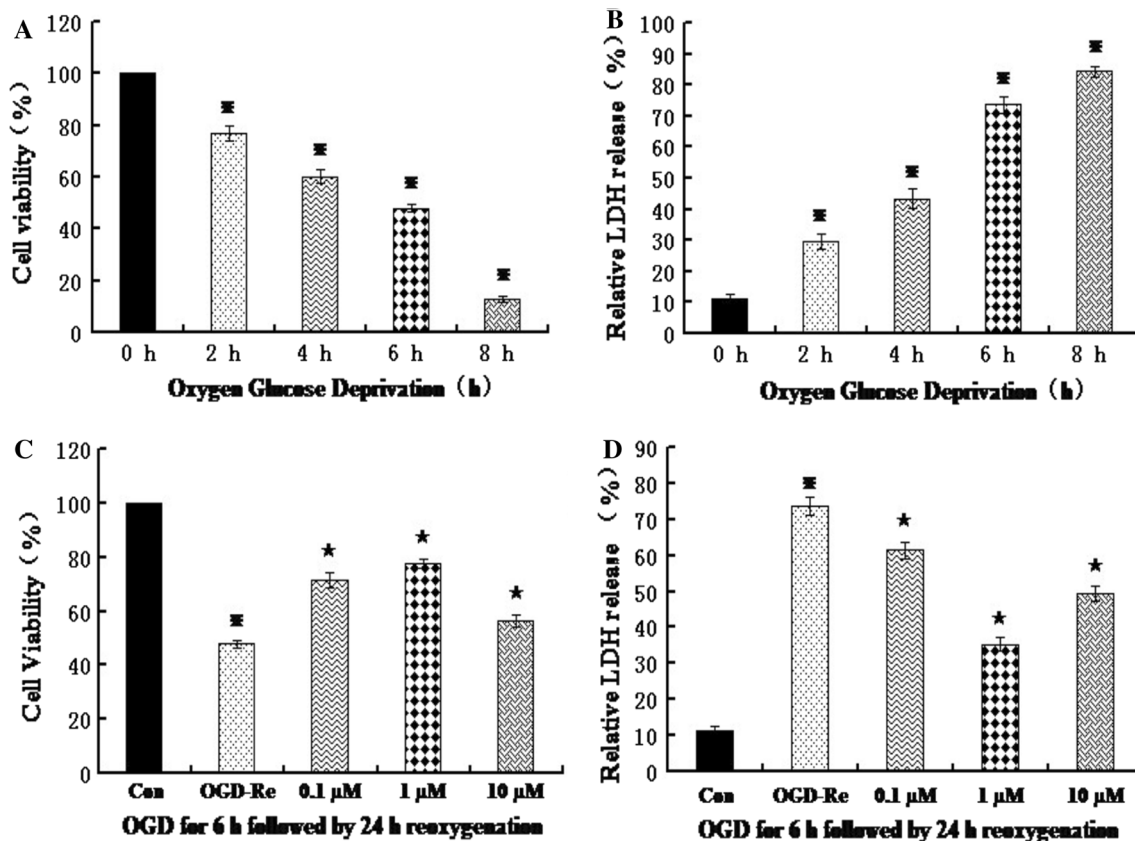 A
Cell viability (%)
120
100
80
60
40
20
0
0 h 2 h 4 h 6 h 8 h
Oxygen Glucose Deprivation (h)
B
Relative LDH release (%)
100
90
80
70
60
50
40
30
20
10
0
0 h 2 h 4 h 6 h 8 h
Oxygen Glucose Deprivation (h)
C
Cell Viability (%)
120
100
80
60
40
20
0
Con OGD-Re 0.1 μM 1 μM 10 μM
OGD for 6 h followed by 24 h reoxygenation
D
Relative LDH release (%)
90
80
70
60
50
40
30
20
10
0
Con OGD-Re 0.1 μM 1 μM 10 μM
OGD for 6 h followed by 24 h reoxygenation